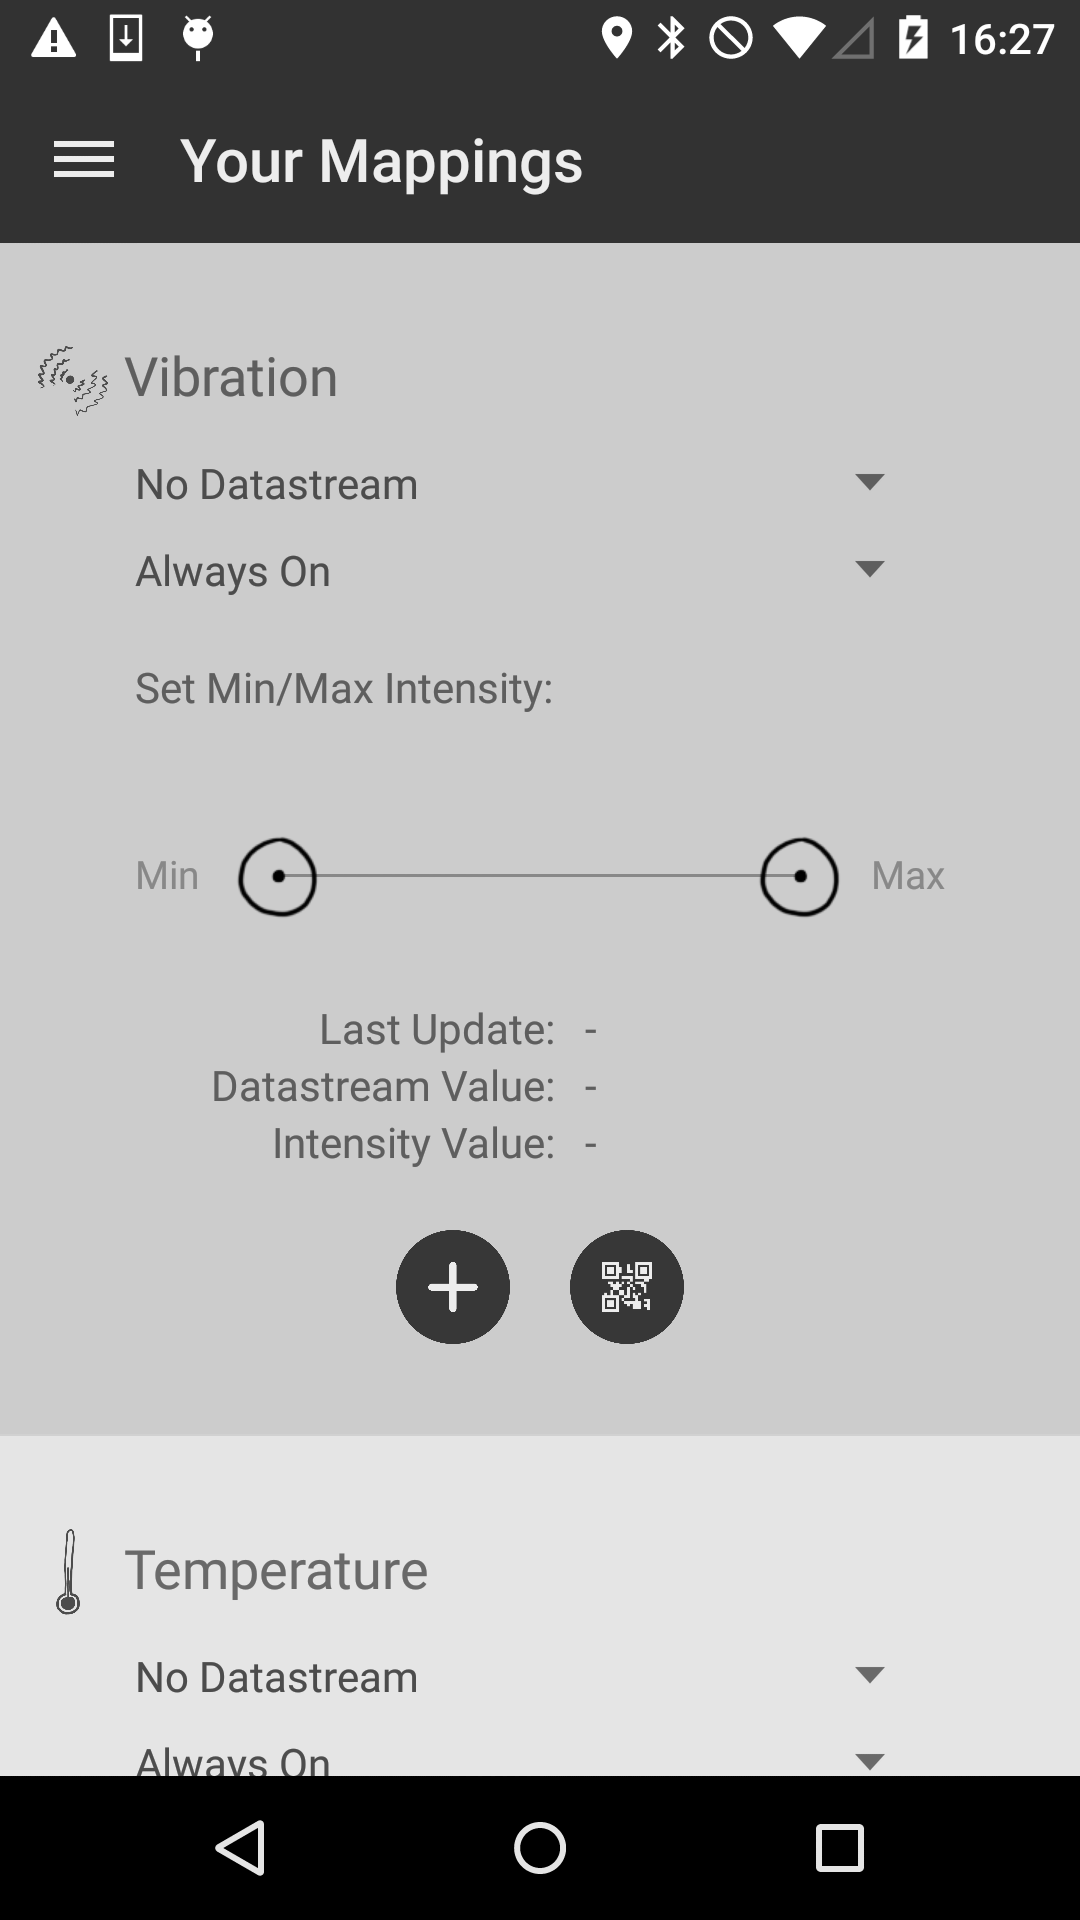 16:27
Your Mappings
Vibration
No Datastream
Always On
Set Min/Max Intensity:
Min Max
Last Update: -
Datastream Value: -
Intensity Value: -
Temperature
No Datastream
Always On